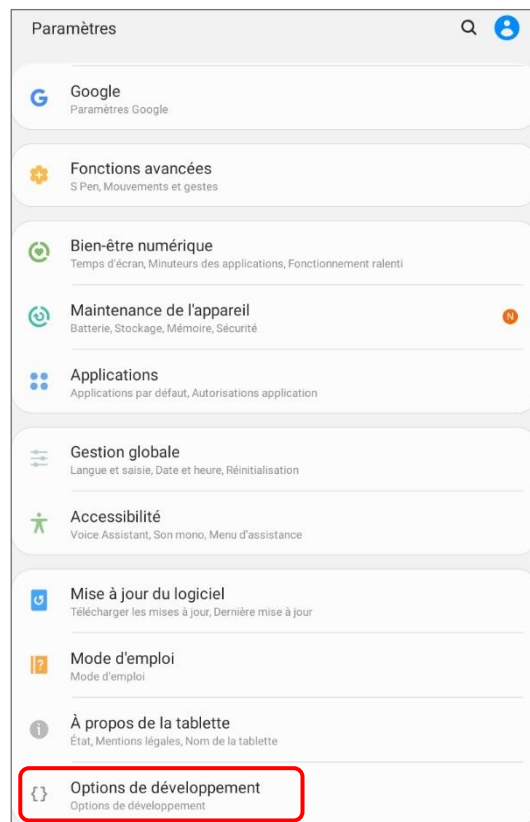 Paramètres
Google
Paramètres Google
Fonctions avancées
S Pen, Mouvements et gestes
Bien-être numérique
Temps d'écran, Minuteurs des applications, Fonctionnement ralenti
Maintenance de l'appareil
Batterie, Stockage, Mémoire, Sécurité
N
Applications
Applications par défaut, Autorisations application
Gestion globale
Langue et saisie, Date et heure, Réinitialisation
Accessibilité
Voice Assistant, Son mono, Menu d'assistance
Mise à jour du logiciel
Télécharger les mises à jour, Dernière mise à jour
Mode d'emploi
Mode d'emploi
À propos de la tablette
État, Mentions légales, Nom de la tablette
Options de développement
Options de développement